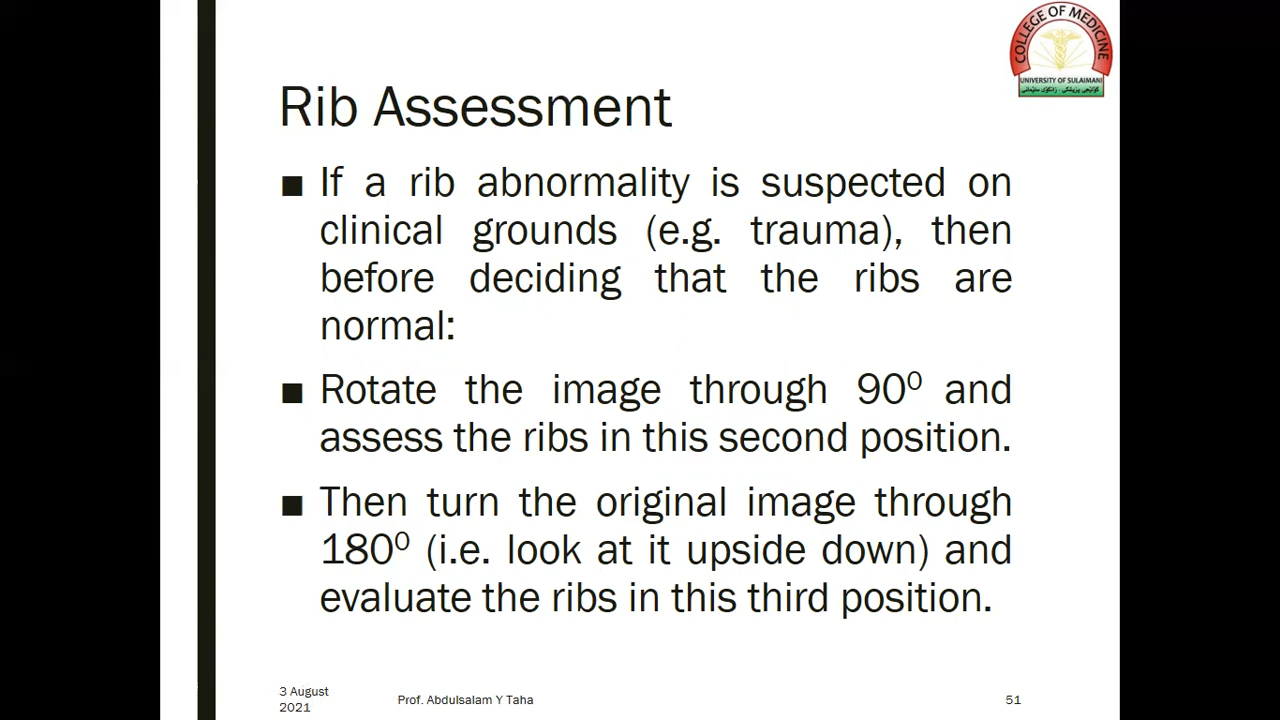 COLLEGE OF MEDICINE
UNIVERSITY OF SULAIMANI
Rib Assessment
■ If a rib abnormality is suspected on
clinical grounds (e.g. trauma), then
before deciding that the ribs are
normal:
■ Rotate the image through 90⁰ and
assess the ribs in this second position.
■ Then turn the original image through
180⁰ (i.e. look at it upside down) and
evaluate the ribs in this third position.
3 August
2021
Prof. Abdulsalam Y Taha
51